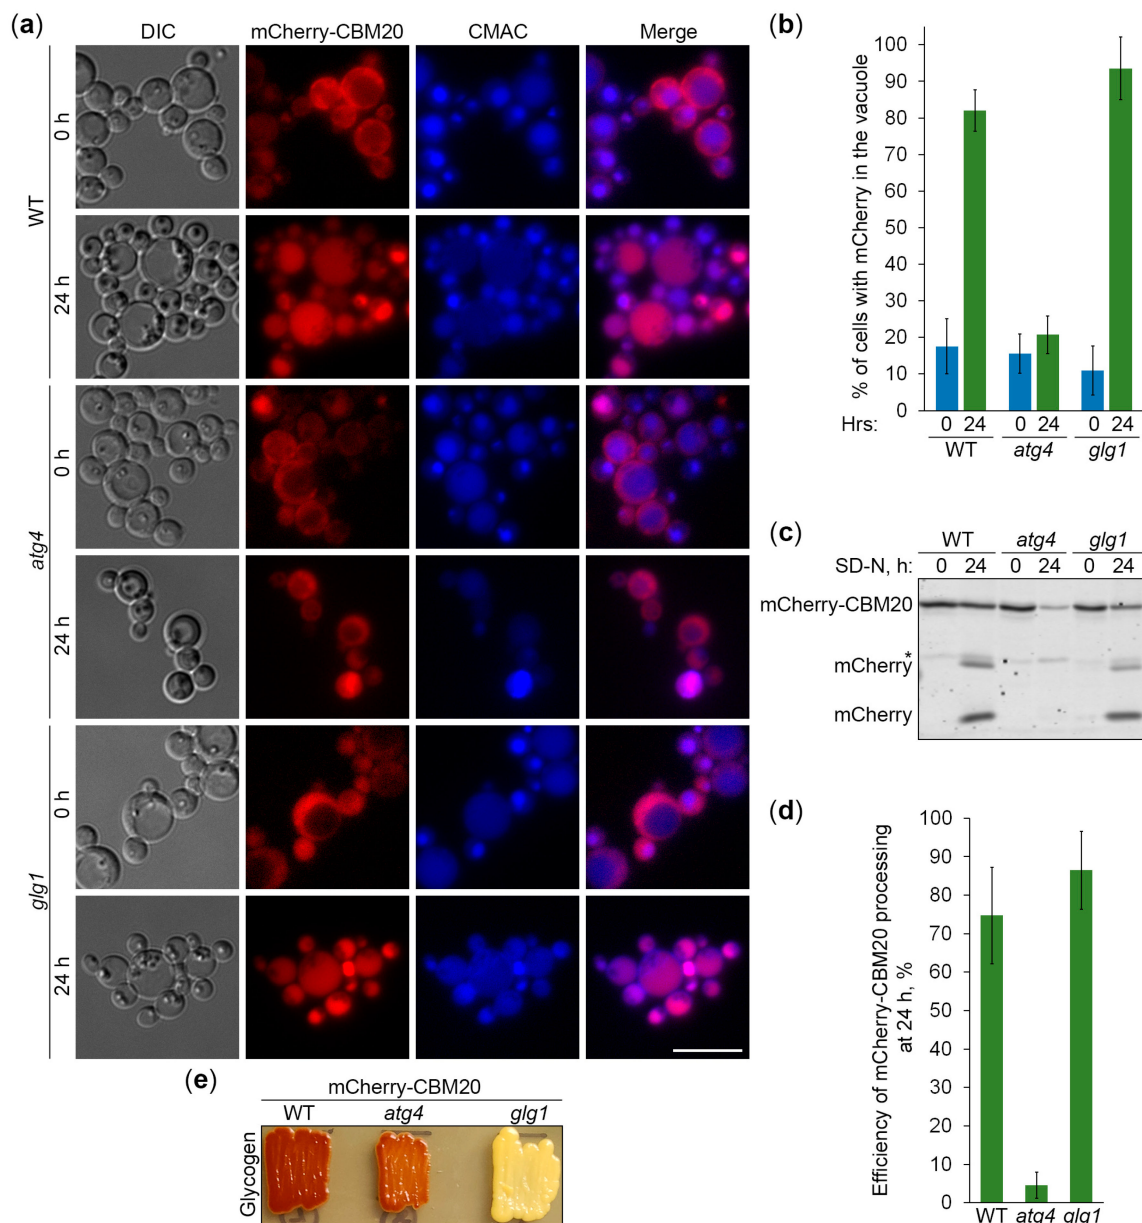 (a)
DIC mCherry-CBM20 CMAC Merge
WT
0 h
24 h
atg4
0 h
24 h
glg1
0 h
24 h
(b)
% of cells with mCherry in the vacuole
100
90
80
70
60
50
40
30
20
10
0
Hrs: 0 24 0 24 0 24
WT atg4 glg1
(c)
WT atg4 glg1
SD-N, h: 0 24 0 24 0 24
mCherry-CBM20
mCherry*
mCherry
(d)
Efficiency of mCherry-CBM20 processing
at 24 h, %
100
90
80
70
60
50
40
30
20
10
0
WT atg4 glg1
(e)
mCherry-CBM20
WT atg4 glg1
Glycogen